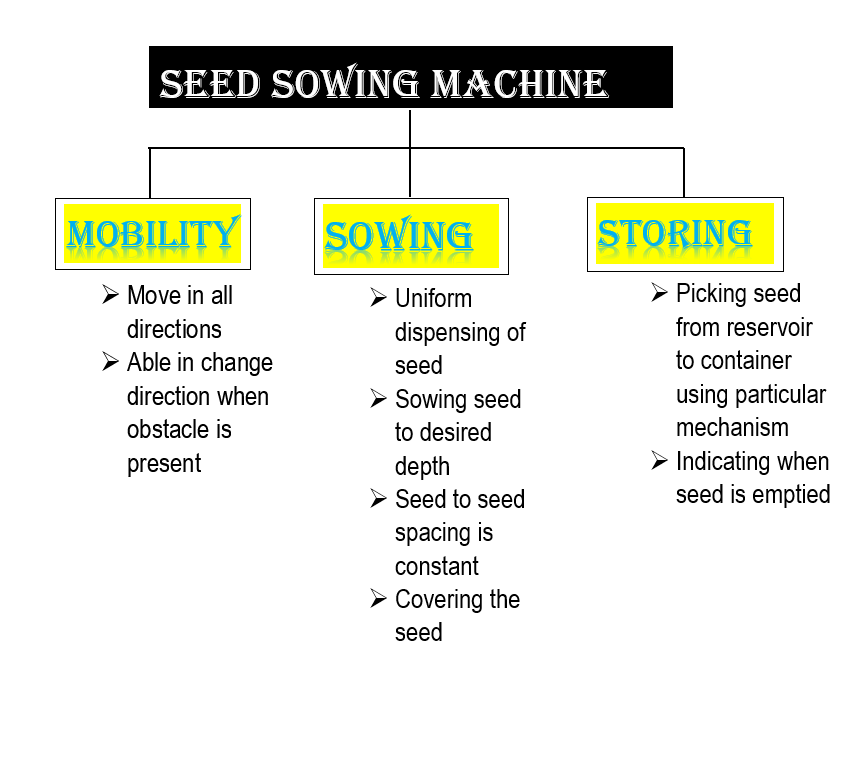 SEED SOWING MACHINE
MOBILITY
➢ Move in all
directions
➢ Able in change
direction when
obstacle is
present
SOWING
➢ Uniform
dispensing of
seed
➢ Sowing seed
to desired
depth
➢ Seed to seed
spacing is
constant
➢ Covering the
seed
STORING
➢ Picking seed
from reservoir
to container
using particular
mechanism
➢ Indicating when
seed is emptied